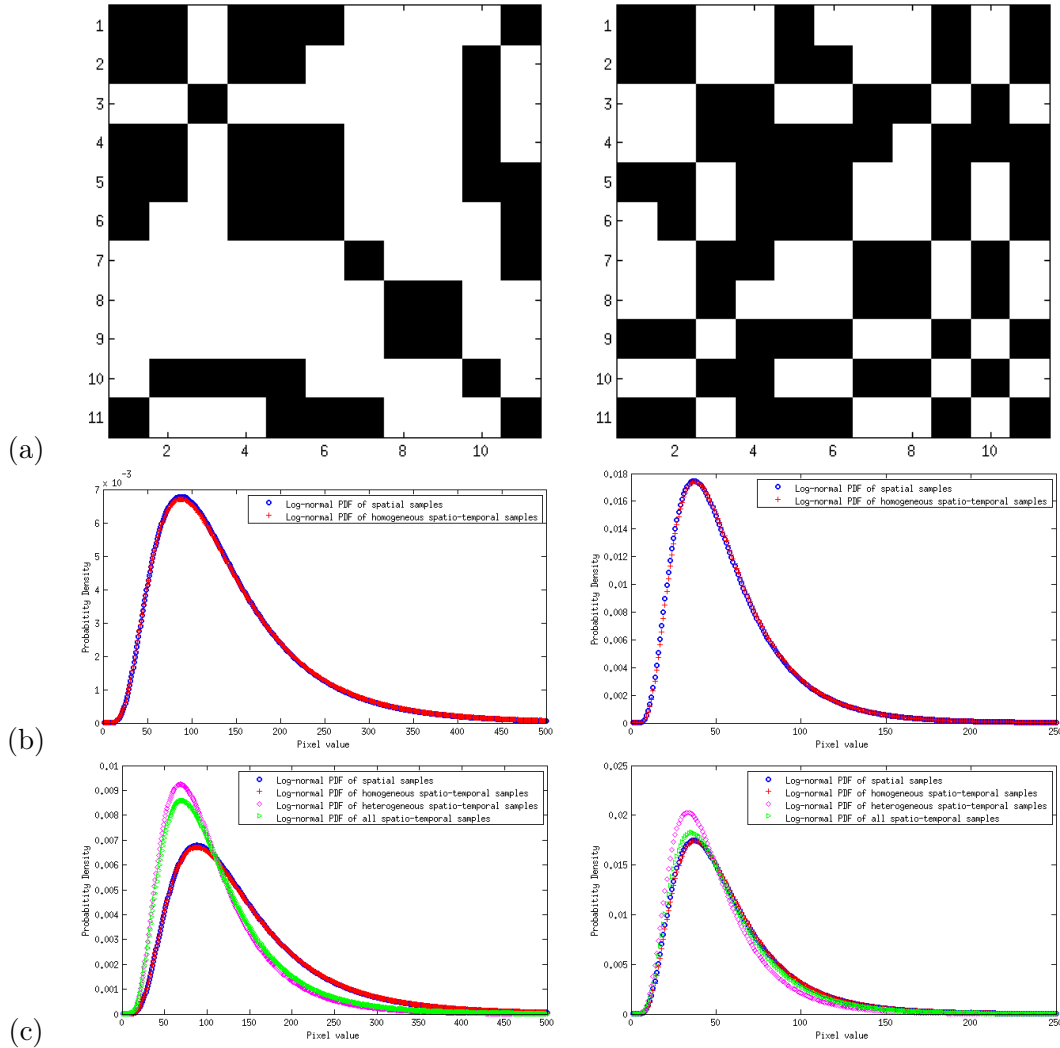 1
2
3
4
5
6
7
8
9
10
11
2 4 6 8 10
1
2
3
4
5
6
7
8
9
10
11
2 4 6 8 10
(a)
× 10⁻³
7
6
5
4
3
2
1
0
0 50 100 150 200 250 300 350 400 450 500
Probabitity Density
Pixel value
Log-normal PDF of spatial samples
Log-normal PDF of homogeneous spatio-temporal samples
0.018
0.016
0.014
0.012
0.010
0.008
0.006
0.004
0.002
0
0 50 100 150 200 250
Probabitity Density
Pixel value
Log-normal PDF of spatial samples
Log-normal PDF of homogeneous spatio-temporal samples
(b)
0.01
0.009
0.008
0.007
0.006
0.005
0.004
0.003
0.002
0.001
0
0 50 100 150 200 250 300 350 400 450 500
Probabitity Density
Pixel value
Log-normal PDF of spatial samples
Log-normal PDF of homogeneous spatio-temporal samples
Log-normal PDF of heterogeneous spatio-temporal samples
Log-normal PDF of all spatio-temporal samples
0.025
0.02
0.015
0.01
0.005
0
0 50 100 150 200 250
Probabitity Density
Pixel value
Log-normal PDF of spatial samples
Log-normal PDF of homogeneous spatio-temporal samples
Log-normal PDF of heterogeneous spatio-temporal samples
Log-normal PDF of all spatio-temporal samples
(c)